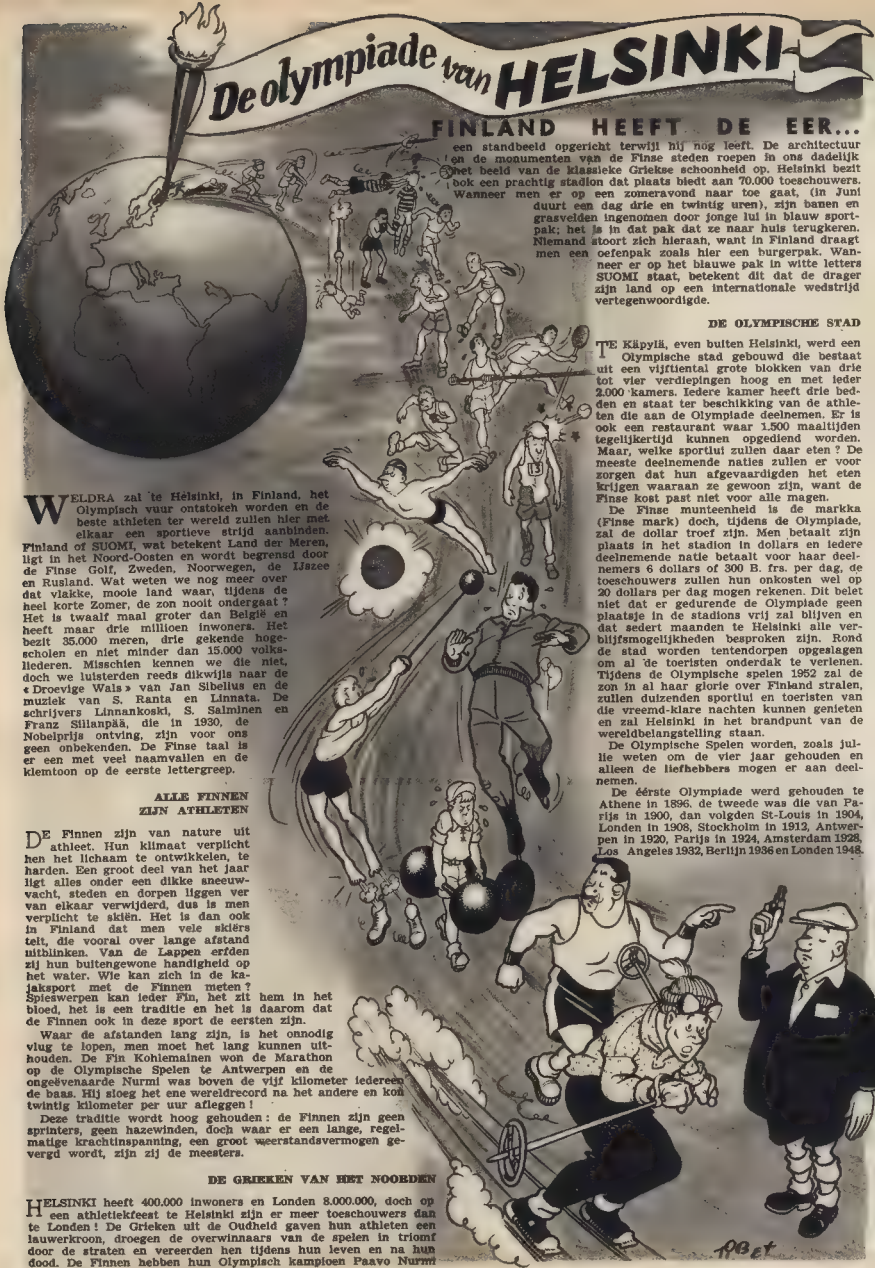 De olympiade van HELSINKI
FINLAND HEEFT DE EER...
WELDRA zal te Helsinki, in Finland, het
Olympisch vuur ontstoken worden en de
beste athleten ter wereld zullen hier met
elkaar een sportieve strijd aanbinden.
Finland of SUOMI, wat betekent Land der Meren,
ligt in het Noord-Oosten en wordt begrensd door
de Finse Golf, Zweden, Noorwegen, de IJszee
en Rusland. Wat weten we nog meer over
dat vlakke, mooie land waar, tijdens de
heel korte Zomer, de zon nooit ondergaat ?
Het is twaalf maal groter dan België en
heeft maar drie millioen inwoners. Het
bezit 35.000 meren, drie gekende hoge-
scholen en niet minder dan 15.000 volks-
liederen. Misschien kennen we die niet,
doch we luisterden reeds dikwijls naar de
« Droevige Wals » van Jan Sibelius en de
muziek van S. Ranta en Linnata. De
schrijvers Linnankoski, S. Salminen en
Franz Sillanpää, die in 1930, de
Nobelprijs ontving, zijn voor ons
geen onbekenden. De Finse taal is
er een met veel naamvallen en de
klemtoon op de eerste lettergreep.
ALLE FINNEN
ZIJN ATHLETEN
DE Finnen zijn van nature uit
athleet. Hun klimaat verplicht
hen het lichaam te ontwikkelen, te
harden. Een groot deel van het jaar
ligt alles onder een dikke sneeuw-
vacht, steden en dorpen liggen ver
van elkaar verwijderd, dus is men
verplicht te skiën. Het is dan ook
in Finland dat men vele skiërs
telt, die vooral over lange afstand
uitblinken. Van de Lappen erfden
zij hun buitengewone handigheid op
het water. Wie kan zich in de ka-
jaksport met de Finnen meten ?
Spieswerpen kan ieder Fin, het zit hem in het
bloed, het is een traditie en het is daarom dat
de Finnen ook in deze sport de eersten zijn.
Waar de afstanden lang zijn, is het onnodig
vlug te lopen, men moet het lang kunnen uit-
houden. De Fin Kohlemainen won de Marathon
op de Olympische Spelen te Antwerpen en de
ongeëvenaarde Nurmi was boven de vijf kilometer iedereen
de baas. Hij sloeg het ene wereldrecord na het andere en kon
twintig kilometer per uur afleggen !
Deze traditie wordt hoog gehouden : de Finnen zijn geen
sprinters, geen hazewinden, doch waar er een lange, regel-
matige krachtinspanning, een groot weerstandsvermogen ge-
vergd wordt, zijn zij de meesters.
DE GRIEKEN VAN HET NOORDEN
HELSINKI heeft 400.000 inwoners en Londen 8.000.000, doch op
een athletiekfeest te Helsinki zijn er meer toeschouwers dan
te Londen ! De Grieken uit de Oudheid gaven hun athleten een
lauwerkroon, droegen de overwinnaars van de spelen in triomf
door de straten en vereerden hen tijdens hun leven en na hun
dood. De Finnen hebben hun Olympisch kampioen Paavo Nurmi
een standbeeld opgericht terwijl hij nog leeft. De architectuur
en de monumenten van de Finse steden roepen in ons dadelijk
het beeld van de klassieke Griekse schoonheid op. Helsinki bezit
ook een prachtig stadion dat plaats biedt aan 70.000 toeschouwers.
Wanneer men er op een zomeravond naar toe gaat, (in Juni
duurt een dag drie en twintig uren), zijn banen en
grasvelden ingenomen door jonge lui in blauw sport-
pak; het is in dat pak dat ze naar huis terugkeren.
Niemand stoort zich hieraan, want in Finland draagt
men een oefenpak zoals hier een burgerpak. Wan-
neer er op het blauwe pak in witte letters
SUOMI staat, betekent dit dat de drager
zijn land op een internationale wedstrijd
vertegenwoordigde.
DE OLYMPISCHE STAD
TE Käpylä, even buiten Helsinki, werd een
Olympische stad gebouwd die bestaat
uit een vijftiental grote blokken van drie
tot vier verdiepingen hoog en met ieder
2.000 kamers. Iedere kamer heeft drie bed-
den en staat ter beschikking van de athle-
ten die aan de Olympiade deelnemen. Er is
ook een restaurant waar 1.500 maaltijden
tegelijkertijd kunnen opgediend worden.
Maar, welke sportlui zullen daar eten ? De
meeste deelnemende naties zullen er voor
zorgen dat hun afgevaardigden het eten
krijgen waaraan ze gewoon zijn, want de
Finse kost past niet voor alle magen.
De Finse munteenheid is de markka
(Finse mark) doch, tijdens de Olympiade,
zal de dollar troef zijn. Men betaalt zijn
plaats in het stadion in dollars en iedere
deelnemende natie betaalt voor haar deel-
nemers 6 dollars of 300 B. frs. per dag, de
toeschouwers zullen hun onkosten wel op
20 dollars per dag mogen rekenen. Dit belet
niet dat er gedurende de Olympiade geen
plaatsje in de stadions vrij zal blijven en
dat sedert maanden te Helsinki alle ver-
blijfsmogelijkheden besproken zijn. Rond
de stad worden tentendorpen opgeslagen
om al de toeristen onderdak te verlenen.
Tijdens de Olympische spelen 1952 zal de
zon in al haar glorie over Finland stralen,
zullen duizenden sportlui en toeristen van
die vreemd-klare nachten kunnen genieten
en zal Helsinki in het brandpunt van de
wereldbelangstelling staan.
De Olympische Spelen worden, zoals jul-
lie weten om de vier jaar gehouden en
alleen de liefhebbers mogen er aan deel-
nemen.
De éérste Olympiade werd gehouden te
Athene in 1896. de tweede was die van Pa-
rijs in 1900, dan volgden St-Louis in 1904,
Londen in 1908, Stockholm in 1912, Antwer-
pen in 1920, Parijs in 1924, Amsterdam 1928,
Los Angeles 1932, Berlijn 1936 en Londen 1948.
13